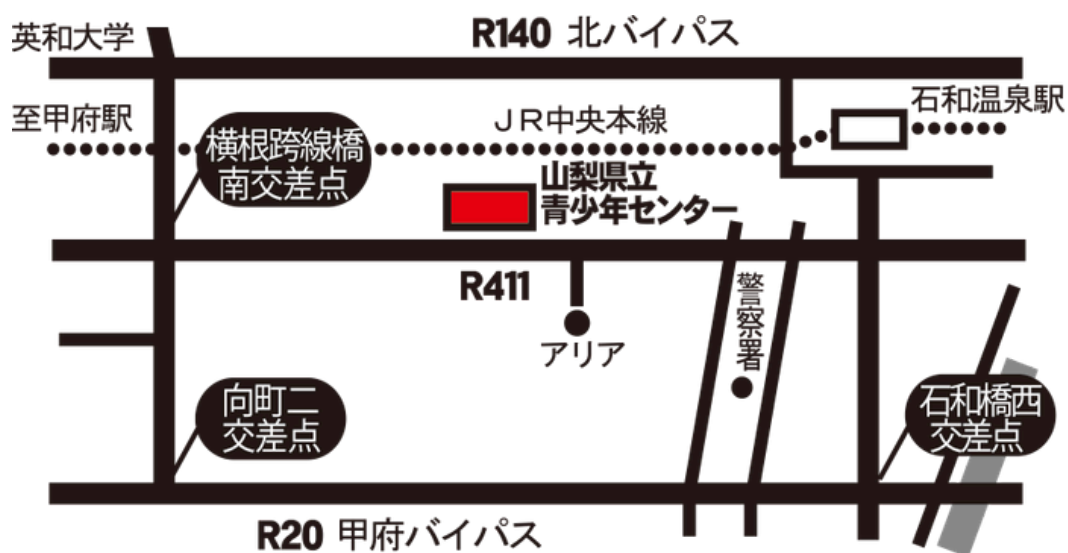 英和大学
R140 北バイパス
至甲府駅
JR中央本線
石和温泉駅
横根跨線橋
南交差点
山梨県立
青少年センター
R411
アリア
警察署
向町二
交差点
石和橋西
交差点
R20 甲府バイパス